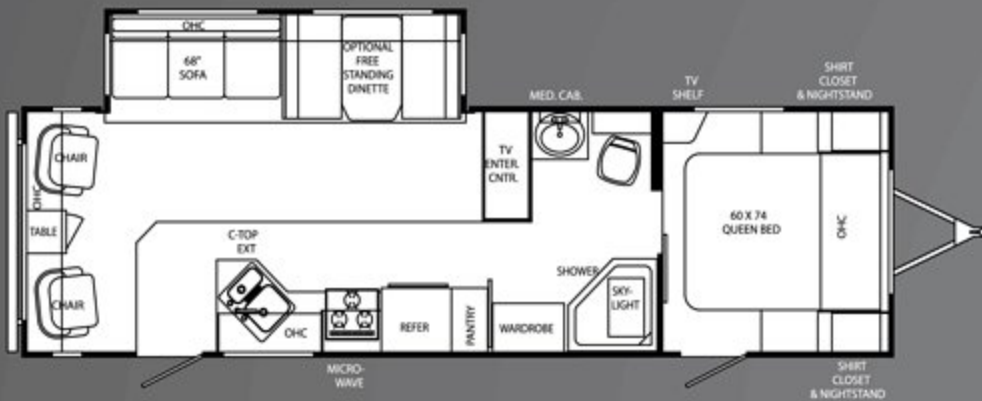 OHC
68"
SOFA
OPTIONAL
FREE
STANDING
DINETTE
MED. CAB.
TV
SHELF
SHIRT
CLOSET
& NIGHTSTAND
CHAIR
OHC
TABLE
CHAIR
TV
ENTER.
CNTR.
60 X 74
QUEEN BED
OHC
C-TOP
EXT
OHC
MICRO-
WAVE
REFER
PANTRY
WARDROBE
SHOWER
SKY-
LIGHT
SHIRT
CLOSET
& NIGHTSTAND